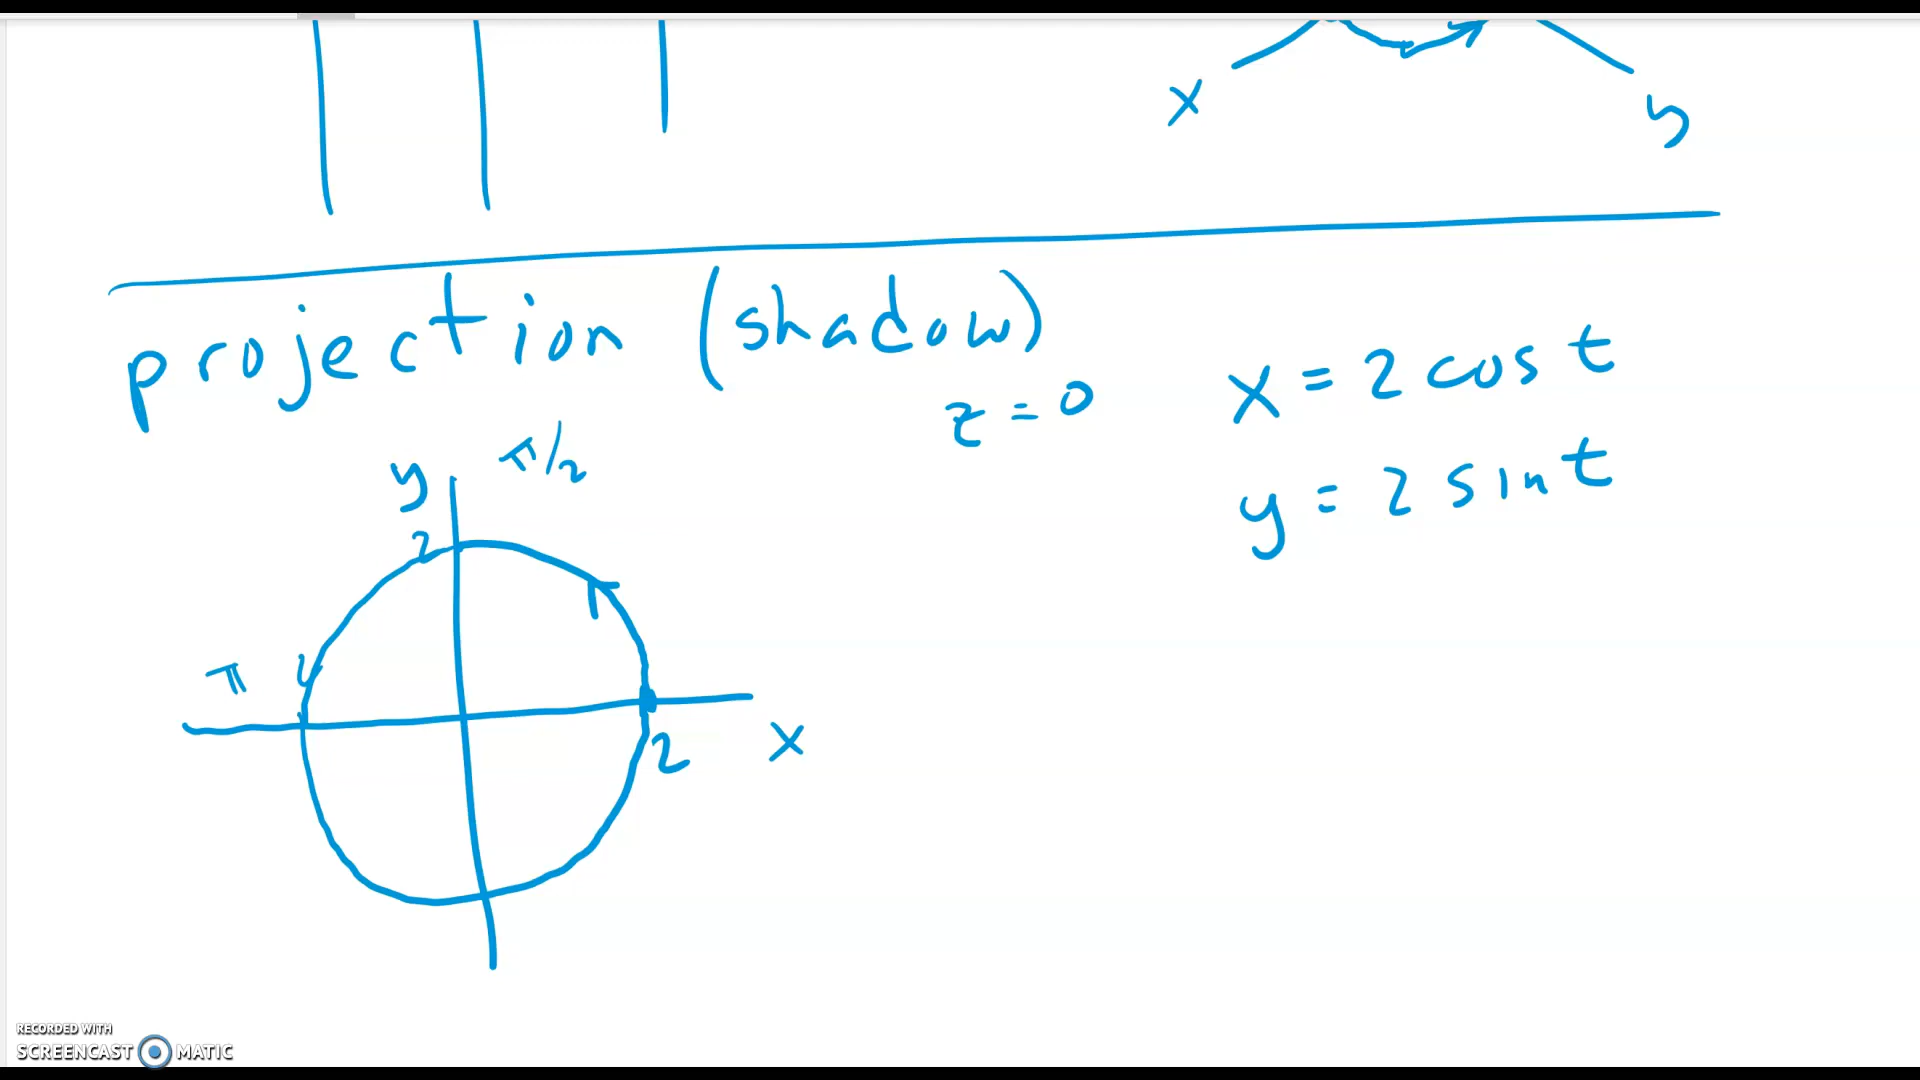 x y
projection (shadow)
z = 0
x = 2 cos t
y = 2 sin t
y π/2
2
π
2
x
RECORDED WITH
SCREENCAST MATIC